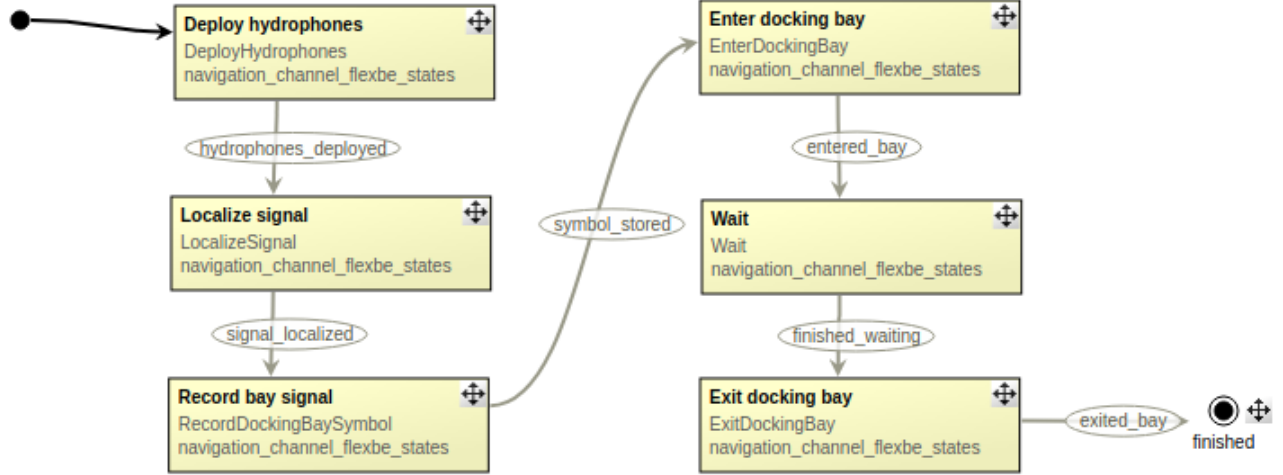 Deploy hydrophones
DeployHydrophones
navigation_channel_flexbe_states
hydrophones_deployed
Localize signal
LocalizeSignal
navigation_channel_flexbe_states
signal_localized
Record bay signal
RecordDockingBaySymbol
navigation_channel_flexbe_states
symbol_stored
Enter docking bay
EnterDockingBay
navigation_channel_flexbe_states
entered_bay
Wait
Wait
navigation_channel_flexbe_states
finished_waiting
Exit docking bay
ExitDockingBay
navigation_channel_flexbe_states
exited_bay
finished